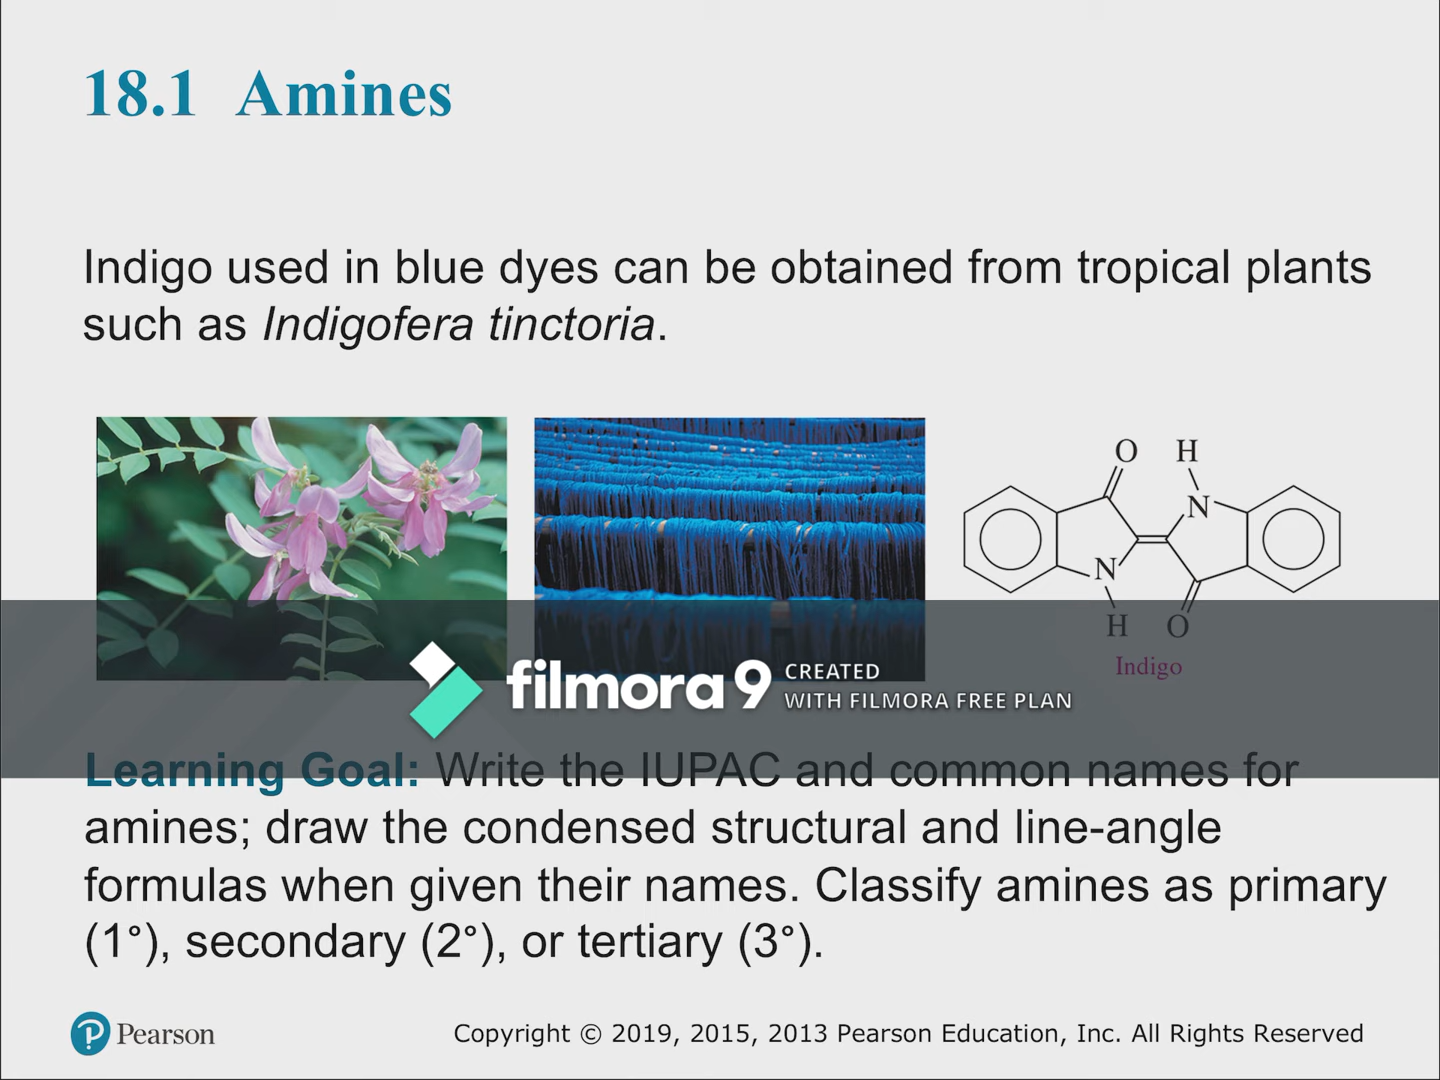 18.1 Amines
Indigo used in blue dyes can be obtained from tropical plants
such as Indigofera tinctoria.
O H
N
N
H O
Indigo
filmora9 CREATED
WITH FILMORA FREE PLAN
Learning Goal: Write the IUPAC and common names for
amines; draw the condensed structural and line-angle
formulas when given their names. Classify amines as primary
(1°), secondary (2°), or tertiary (3°).
Pearson
Copyright © 2019, 2015, 2013 Pearson Education, Inc. All Rights Reserved